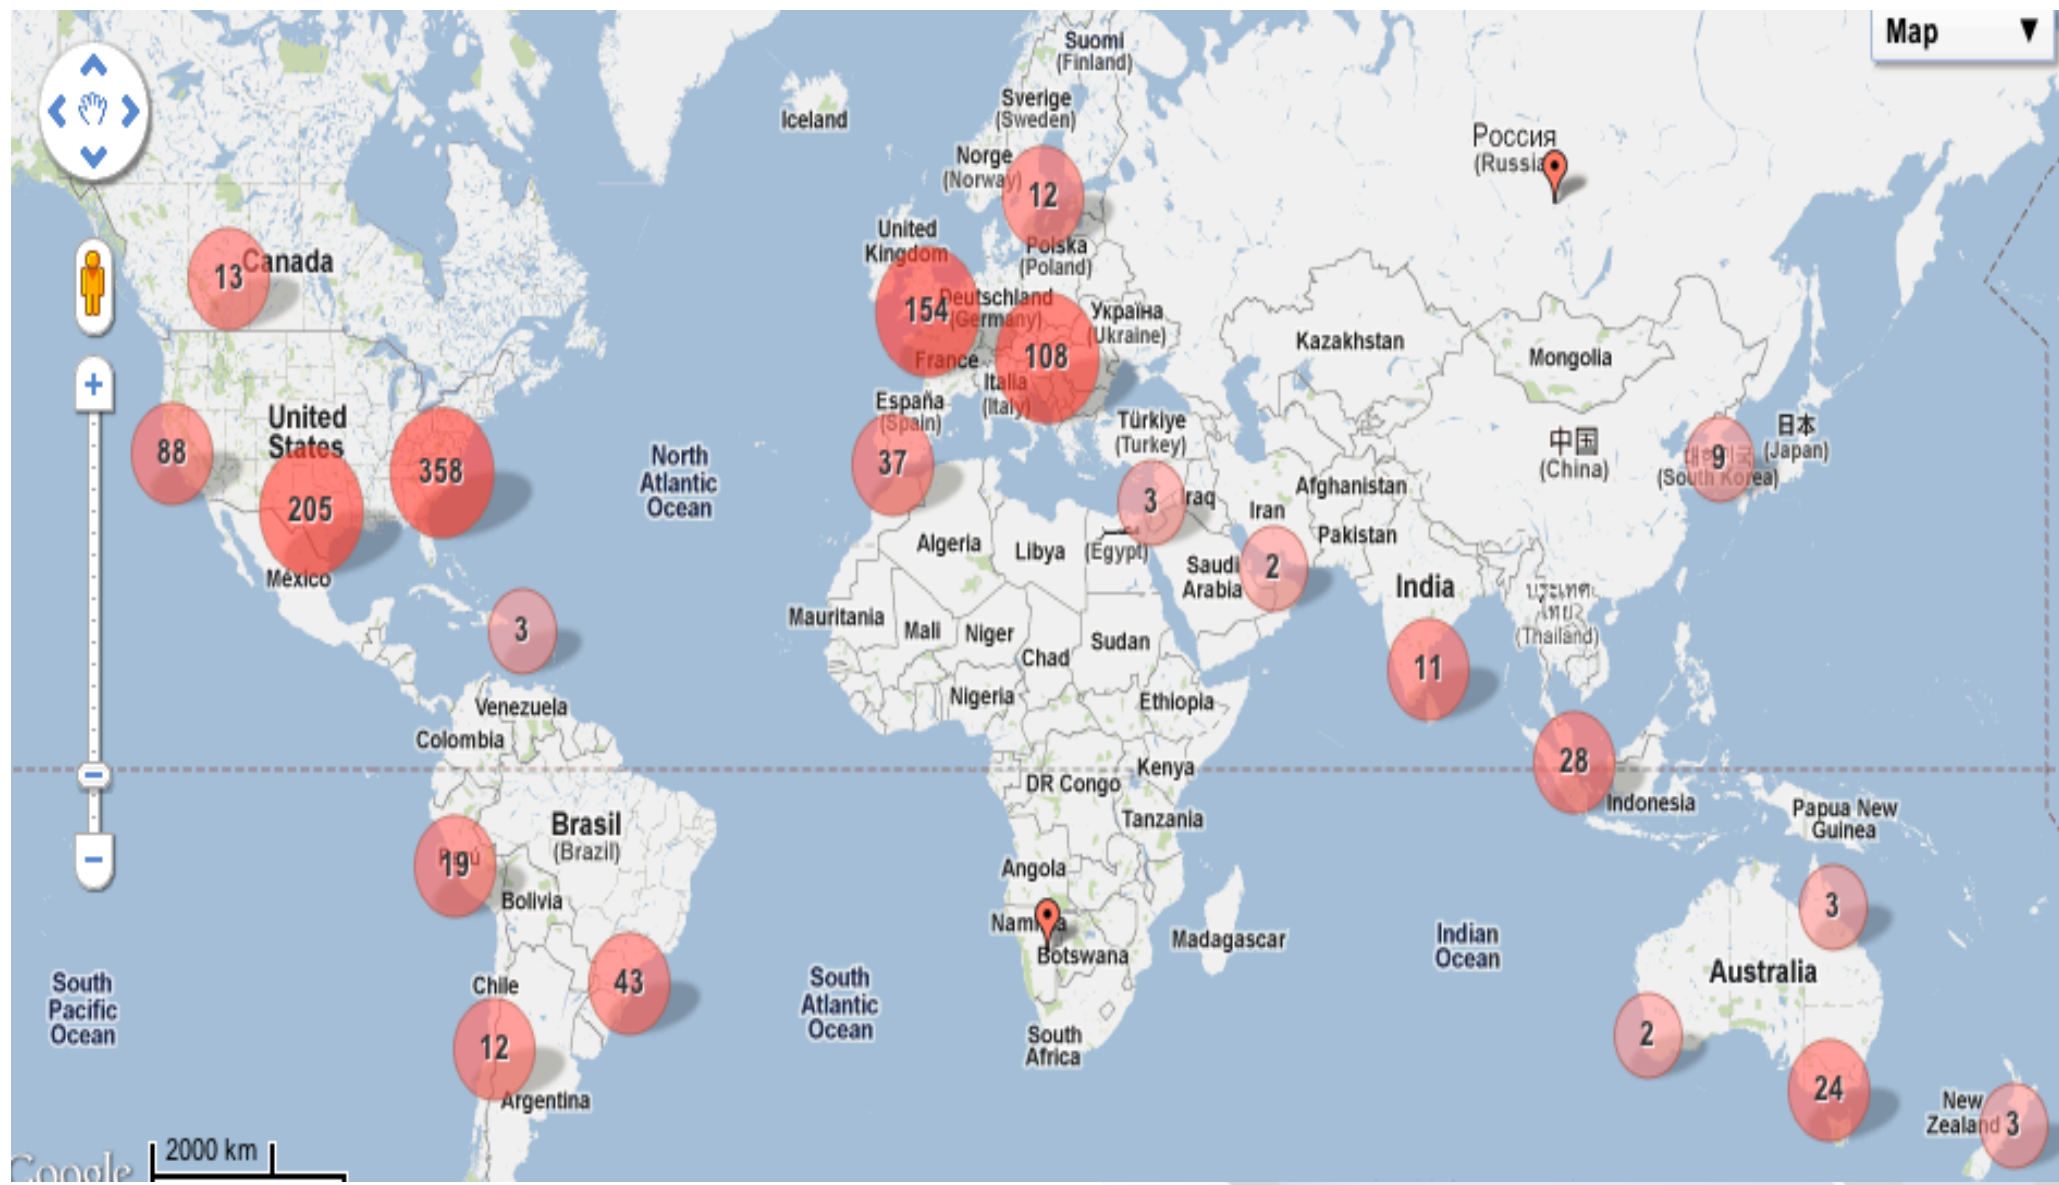 Map ▼
Suomi
(Finland)
Sverige
(Sweden)
Iceland
Россия
(Russia
Norge
(Norway)
12
United
Kingdom
Polska
(Poland)
13
Canada
154
Deutschland
(Germany)
Україна
(Ukraine)
108
France
Italia
(Italy)
Kazakhstan
Mongolia
España
(Spain)
37
Türkiye
(Turkey)
中国
(China)
9
(South Korea)
日本
(Japan)
88
United
States
205
358
North
Atlantic
Ocean
3
Iraq
Iran
Afghanistan
Pakistan
Algeria
Libya
(Egypt)
Saudi
Arabia
2
India
México
3
Mauritania
Mali
Niger
Chad
Sudan
(Thailand)
11
Venezuela
Colombia
Nigeria
Ethiopia
28
Indonesia
DR Congo
Kenya
Tanzania
Papua New
Guinea
Brasil
(Brazil)
19
Bolivia
Angola
3
Botswana
Madagascar
Indian
Ocean
Australia
South
Pacific
Ocean
Chile
43
South
Atlantic
Ocean
12
South
Africa
2
24
Argentina
New
Zealand
3
2000 km
Google